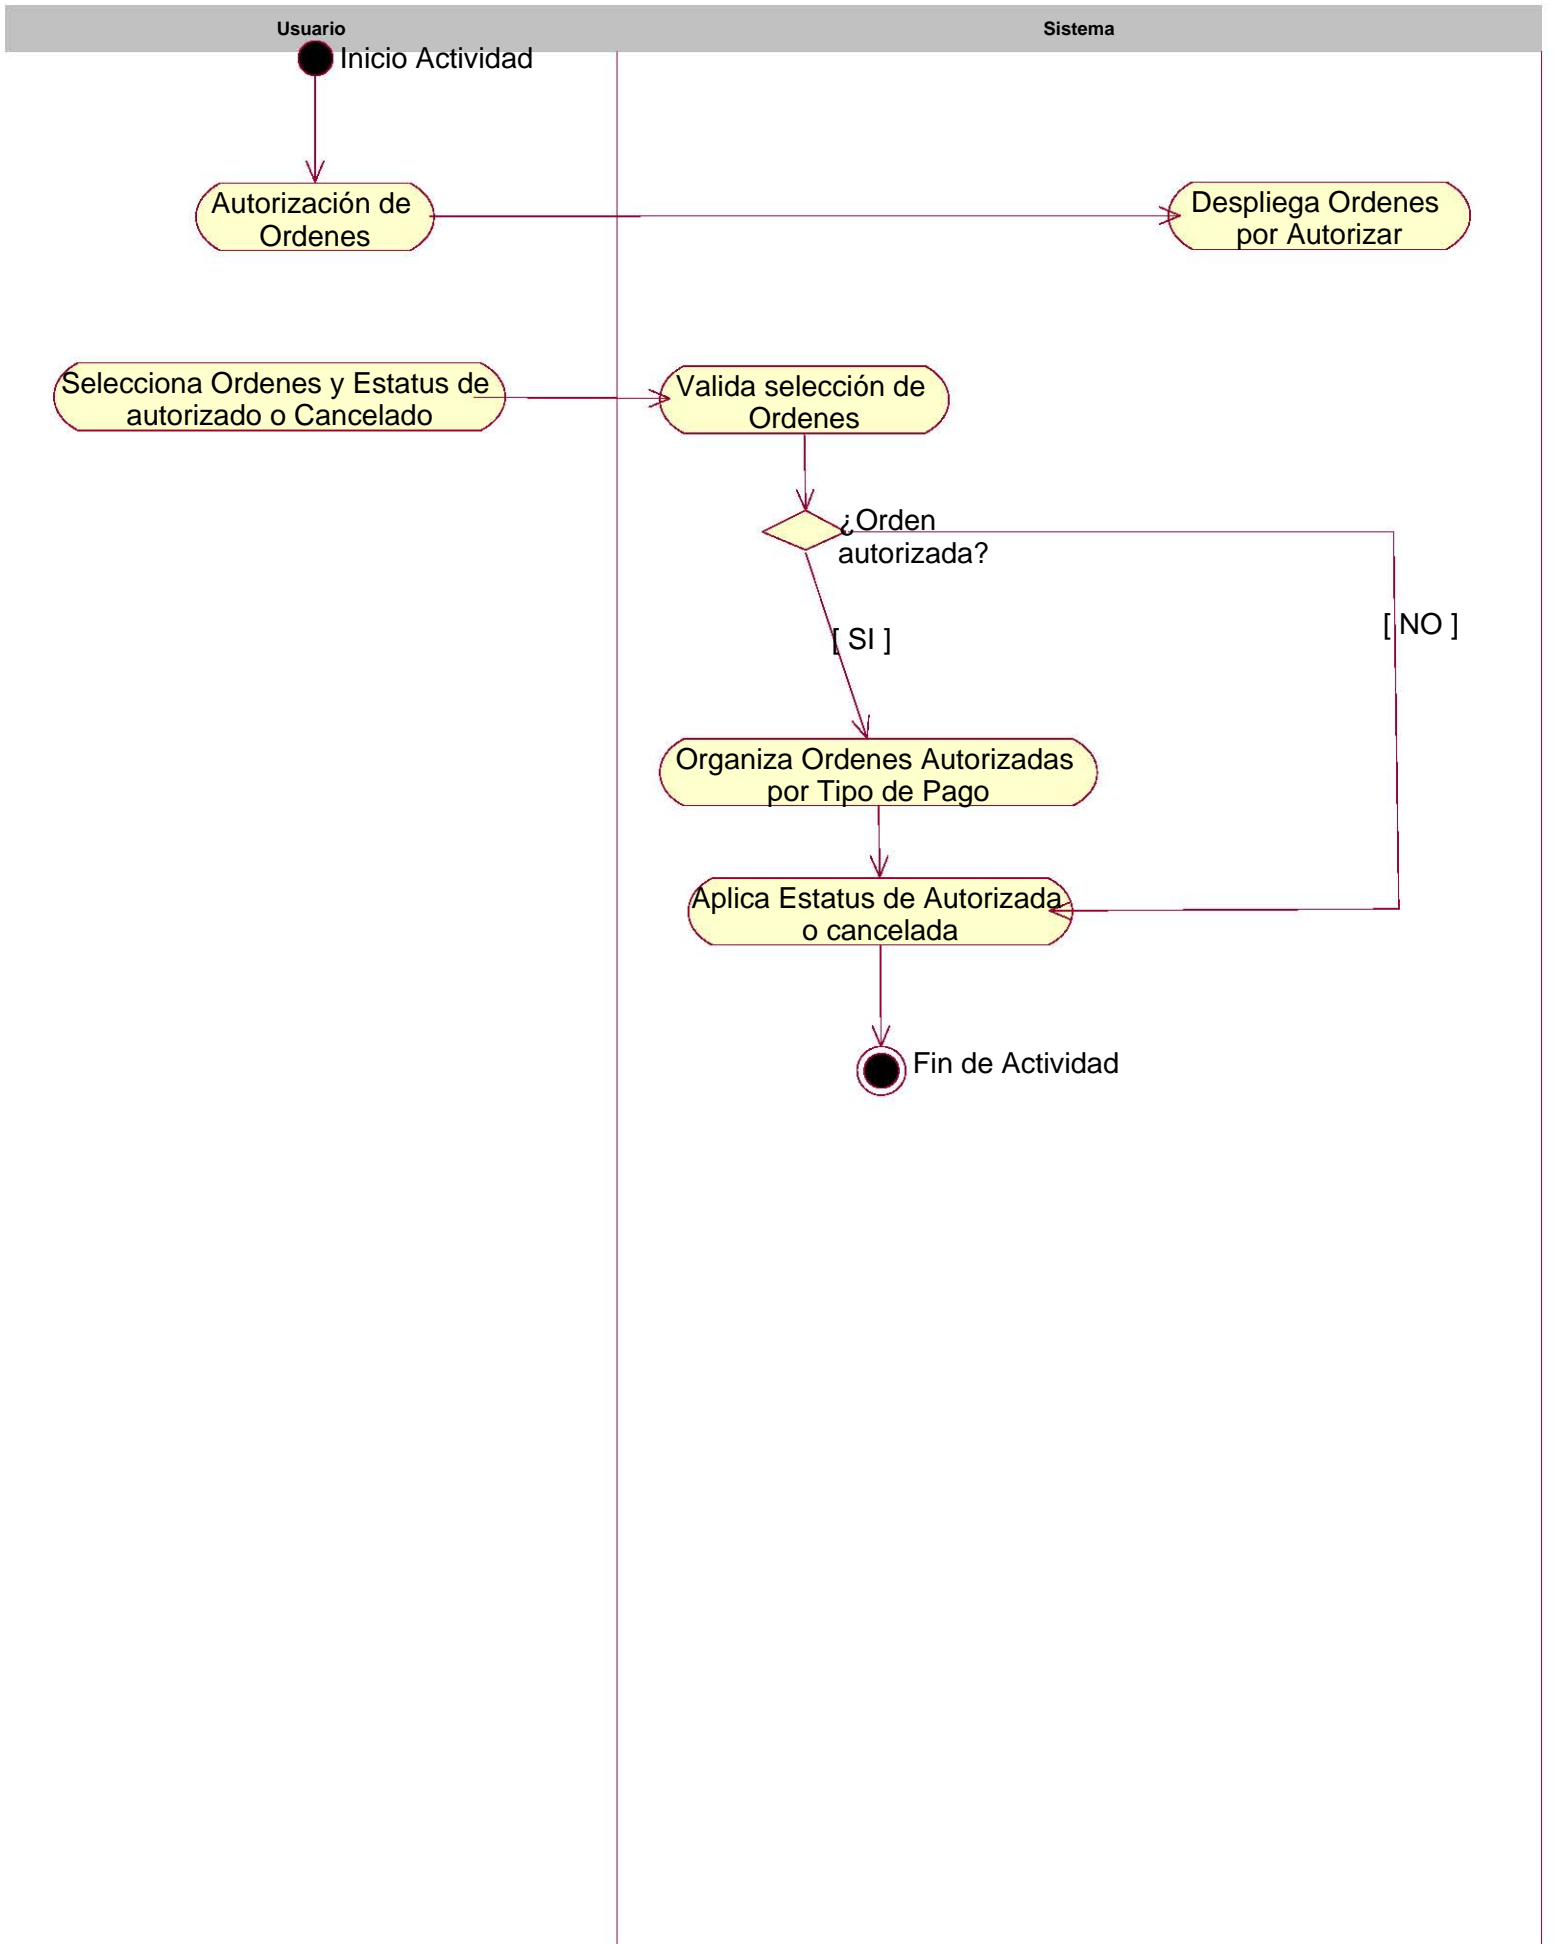 Usuario
Sistema
Inicio Actividad
Autorización de
Ordenes
Despliega Ordenes
por Autorizar
Selecciona Ordenes y Estatus de
autorizado o Cancelado
Valida selección de
Ordenes
¿Orden
autorizada?
[ SI ]
[ NO ]
Organiza Ordenes Autorizadas
por Tipo de Pago
Aplica Estatus de Autorizada
o cancelada
Fin de Actividad